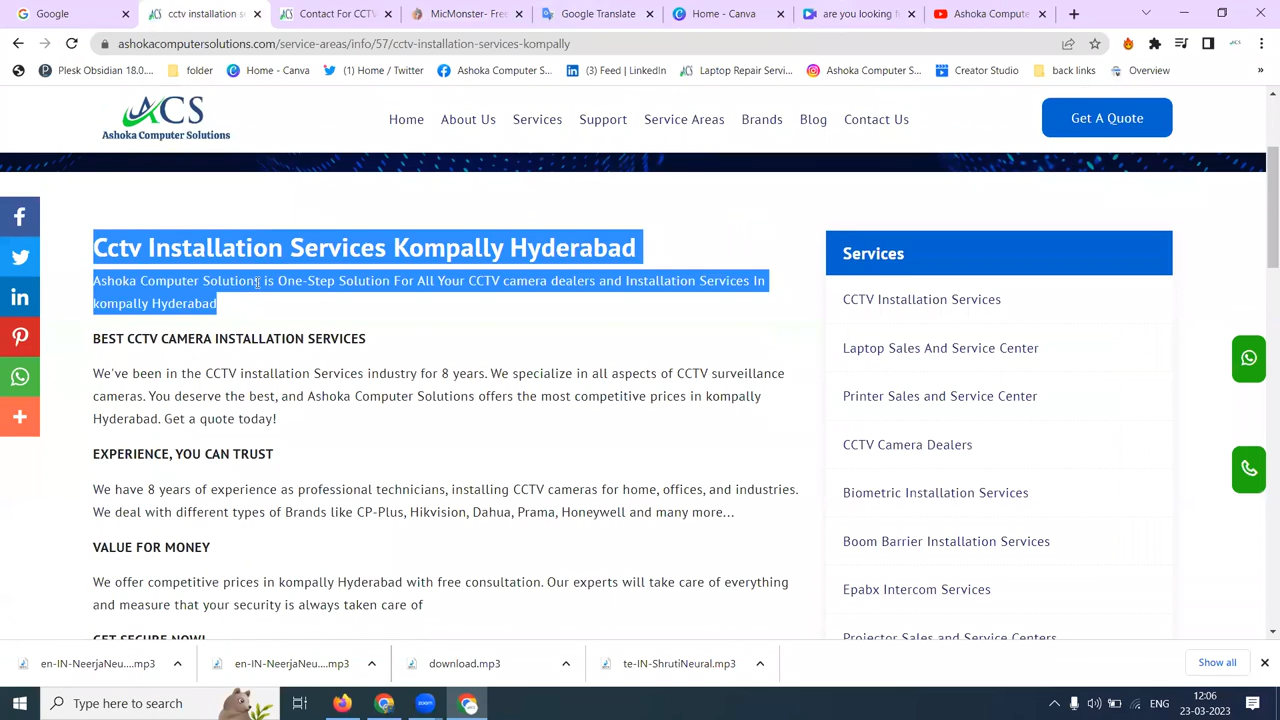 G Google
cctv installation s
Contact For CCTV
MicMonster- Free
Google Translate
Home - Canva
are you looking f
Ashoka Compute
ashokacomputersolutions.com/service-areas/info/57/cctv-installation-services-kompally
Plesk Obsidian 18.0....
folder
Home - Canva
(1) Home / Twitter
Ashoka Computer S...
(3) Feed | LinkedIn
Laptop Repair Servi...
Ashoka Computer S...
Creator Studio
back links
Overview
»
ACS
Ashoka Computer Solutions
Home About Us Services Support Service Areas Brands Blog Contact Us
Get A Quote
Cctv Installation Services Kompally Hyderabad
Ashoka Computer Solutions is One-Step Solution For All Your CCTV camera dealers and Installation Services In
kompally Hyderabad
BEST CCTV CAMERA INSTALLATION SERVICES
We've been in the CCTV installation Services industry for 8 years. We specialize in all aspects of CCTV surveillance
cameras. You deserve the best, and Ashoka Computer Solutions offers the most competitive prices in kompally
Hyderabad. Get a quote today!
EXPERIENCE, YOU CAN TRUST
We have 8 years of experience as professional technicians, installing CCTV cameras for home, offices, and industries.
We deal with different types of Brands like CP-Plus, Hikvision, Dahua, Prama, Honeywell and many more...
VALUE FOR MONEY
We offer competitive prices in kompally Hyderabad with free consultation. Our experts will take care of everything
and measure that your security is always taken care of
GET SECURE NOW!
Services
CCTV Installation Services
Laptop Sales And Service Center
Printer Sales and Service Center
CCTV Camera Dealers
Biometric Installation Services
Boom Barrier Installation Services
Epabx Intercom Services
Projector Sales and Service Centers
en-IN-NeerjaNeu....mp3
en-IN-NeerjaNeu....mp3
download.mp3
te-IN-ShrutiNeural.mp3
Show all
Type here to search
zoom
ENG
12:06
23-03-2023